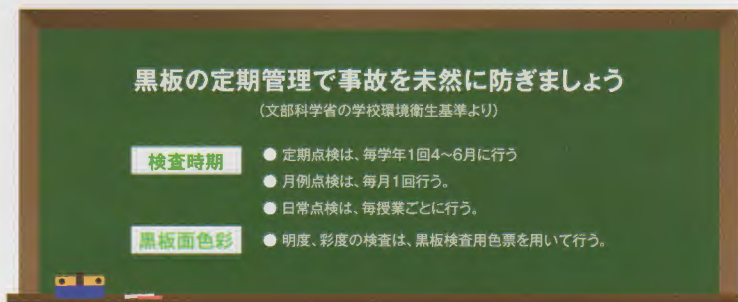 黒板の定期管理で事故を未然に防ぎましょう
(文部科学省の学校環境衛生基準より)
検査時期
● 定期点検は、毎学年1回4~6月に行う
● 月例点検は、毎月1回行う。
● 日常点検は、毎授業ごとに行う。
黒板面色彩
● 明度、彩度の検査は、黒板検査用色票を用いて行う。